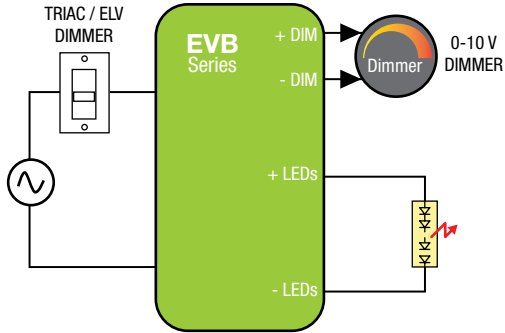 TRIAC / ELV
DIMMER
EVB
Series
+ DIM
- DIM
Dimmer
0-10 V
DIMMER
+ LEDs
- LEDs